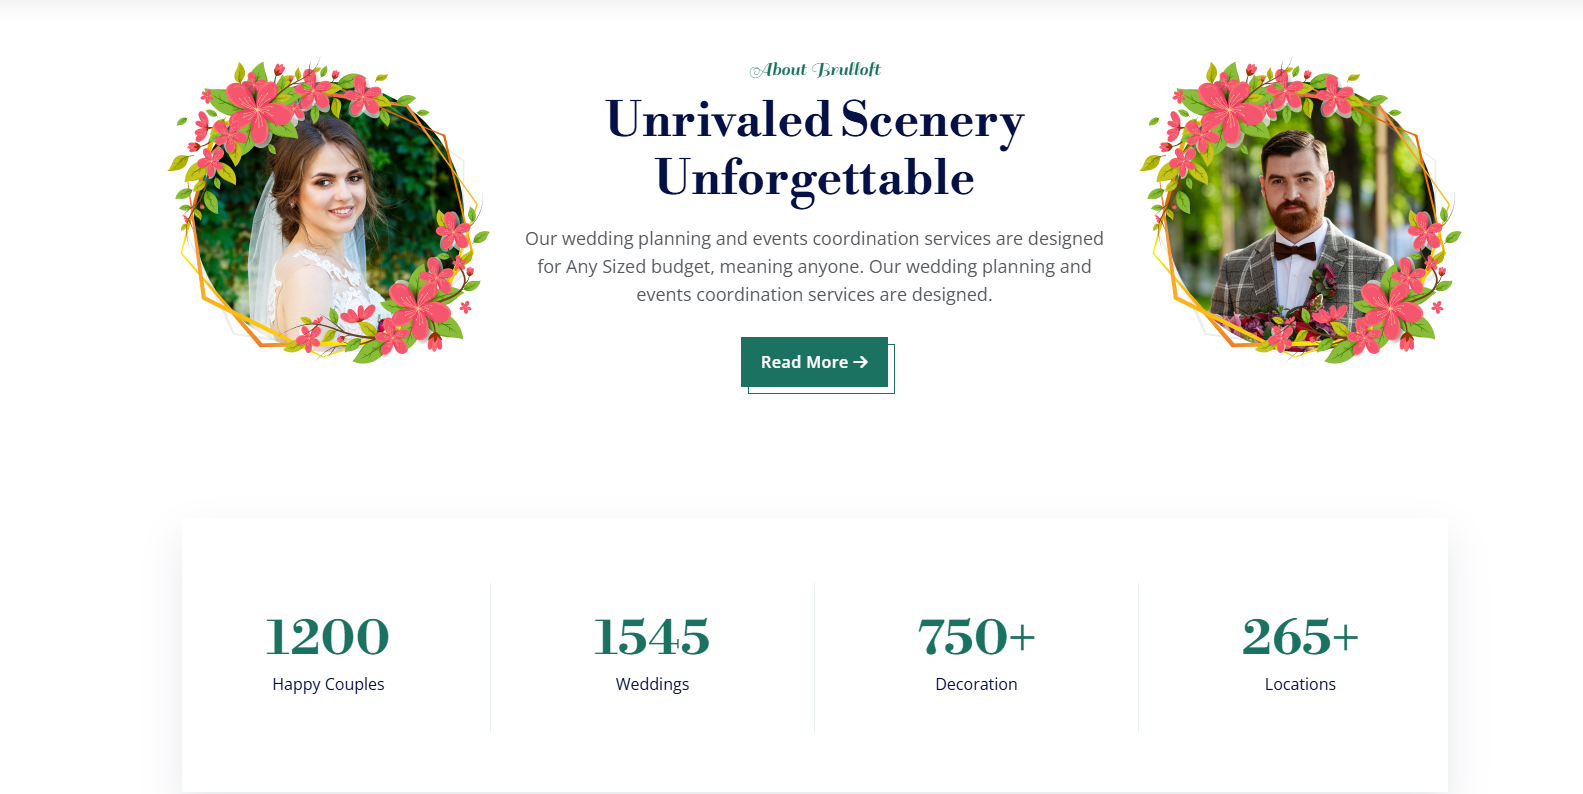 About Brulloft
Unrivaled Scenery
Unforgettable
Our wedding planning and events coordination services are designed
for Any Sized budget, meaning anyone. Our wedding planning and
events coordination services are designed.
Read More →
1200
Happy Couples
1545
Weddings
750+
Decoration
265+
Locations